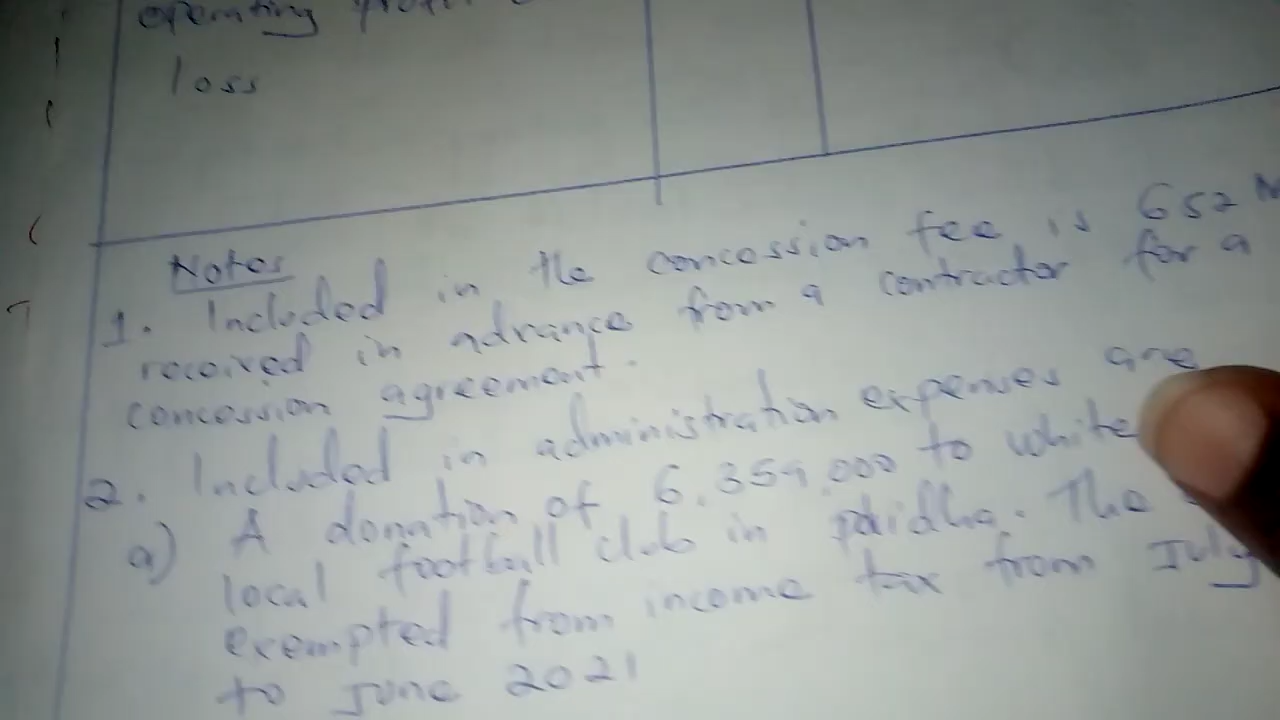 operating
loss
Notes
1. Included in the concession fee is 652
received in advance from a contractor for a
concession agreement.
2. Included in administration expenses are
a) A donation of 6,359,000 to white
local football club in paidha. The
exempted from income tax from July
to June 2021